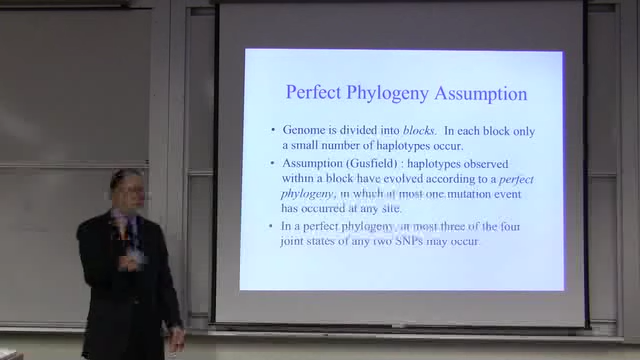 Perfect Phylogeny Assumption
• Genome is divided into blocks. In each block only
a small number of haplotypes occur.
• Assumption (Gusfield) : haplotypes observed
within a block have evolved according to a perfect
phylogeny, in which at most one mutation event
has occurred at any site.
• In a perfect phylogeny, at most three of the four
joint states of any two SNPs may occur.